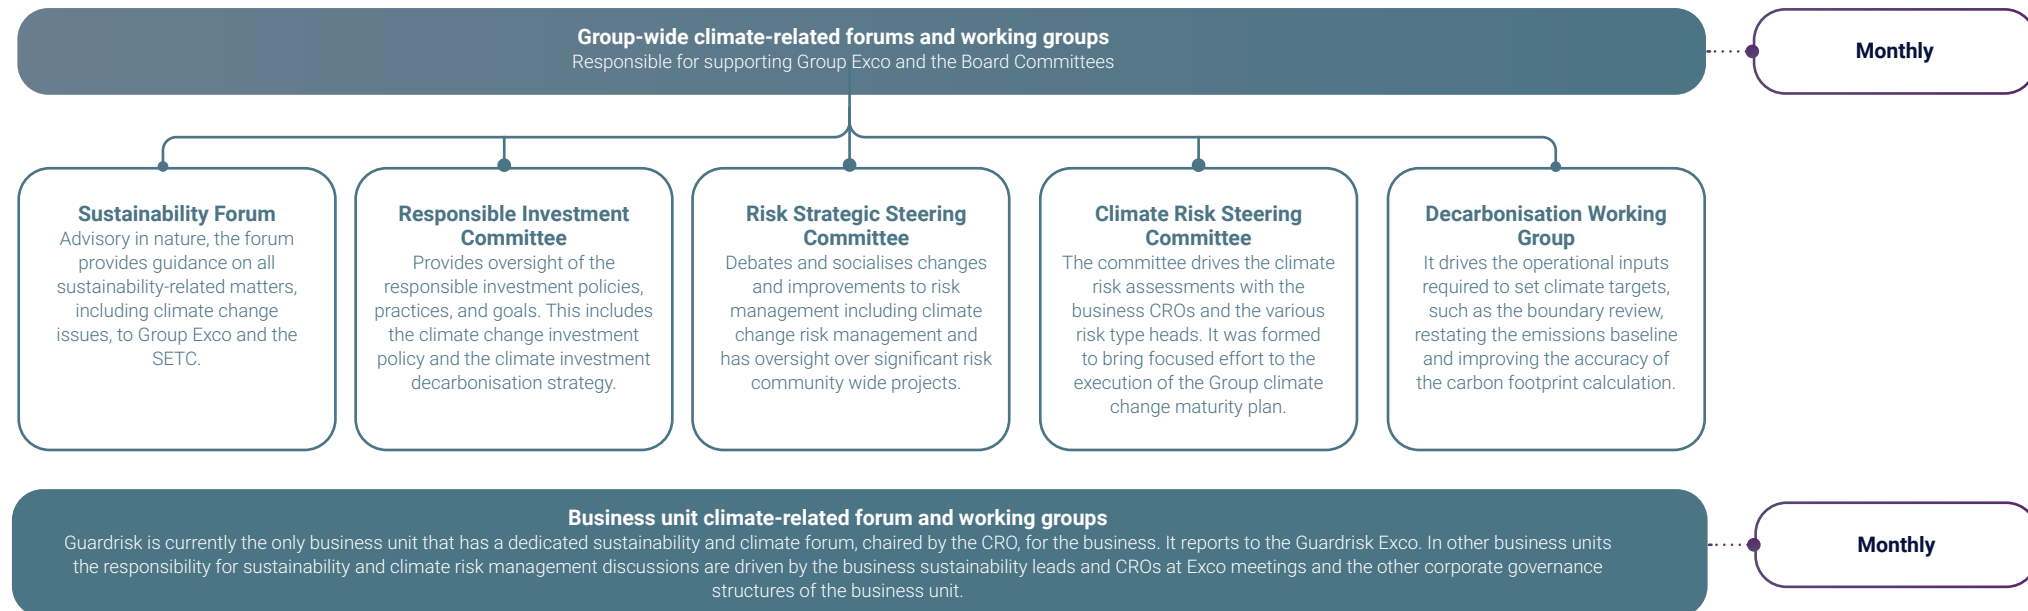 Group-wide climate-related forums and working groups
Responsible for supporting Group Exco and the Board Committees
Monthly
Sustainability Forum
Advisory in nature, the forum
provides guidance on all
sustainability-related matters,
including climate change
issues, to Group Exco and the
SETC.
Responsible Investment
Committee
Provides oversight of the
responsible investment policies,
practices, and goals. This includes
the climate change investment
policy and the climate investment
decarbonisation strategy.
Risk Strategic Steering
Committee
Debates and socialises changes
and improvements to risk
management including climate
change risk management and
has oversight over significant risk
community wide projects.
Climate Risk Steering
Committee
The committee drives the climate
risk assessments with the
business CROs and the various
risk type heads. It was formed
to bring focused effort to the
execution of the Group climate
change maturity plan.
Decarbonisation Working
Group
It drives the operational inputs
required to set climate targets,
such as the boundary review,
restating the emissions baseline
and improving the accuracy of
the carbon footprint calculation.
Business unit climate-related forum and working groups
Guardrisk is currently the only business unit that has a dedicated sustainability and climate forum, chaired by the CRO, for the business. It reports to the Guardrisk Exco. In other business units
the responsibility for sustainability and climate risk management discussions are driven by the business sustainability leads and CROs at Exco meetings and the other corporate governance
structures of the business unit.
Monthly